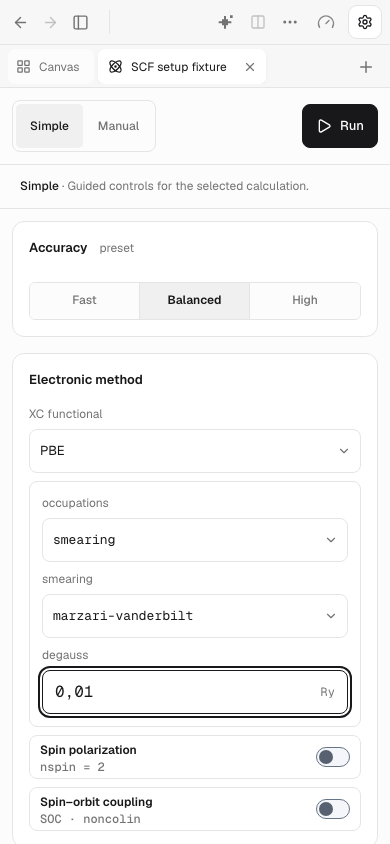 Canvas
SCF setup fixture
Simple
Manual
Run
Simple · Guided controls for the selected calculation.
Accuracy preset
Fast
Balanced
High
Electronic method
XC functional
PBE
occupations
smearing
smearing
marzari-vanderbilt
degauss
0,01 Ry
Spin polarization
nspin = 2
Spin–orbit coupling
SOC · noncolin